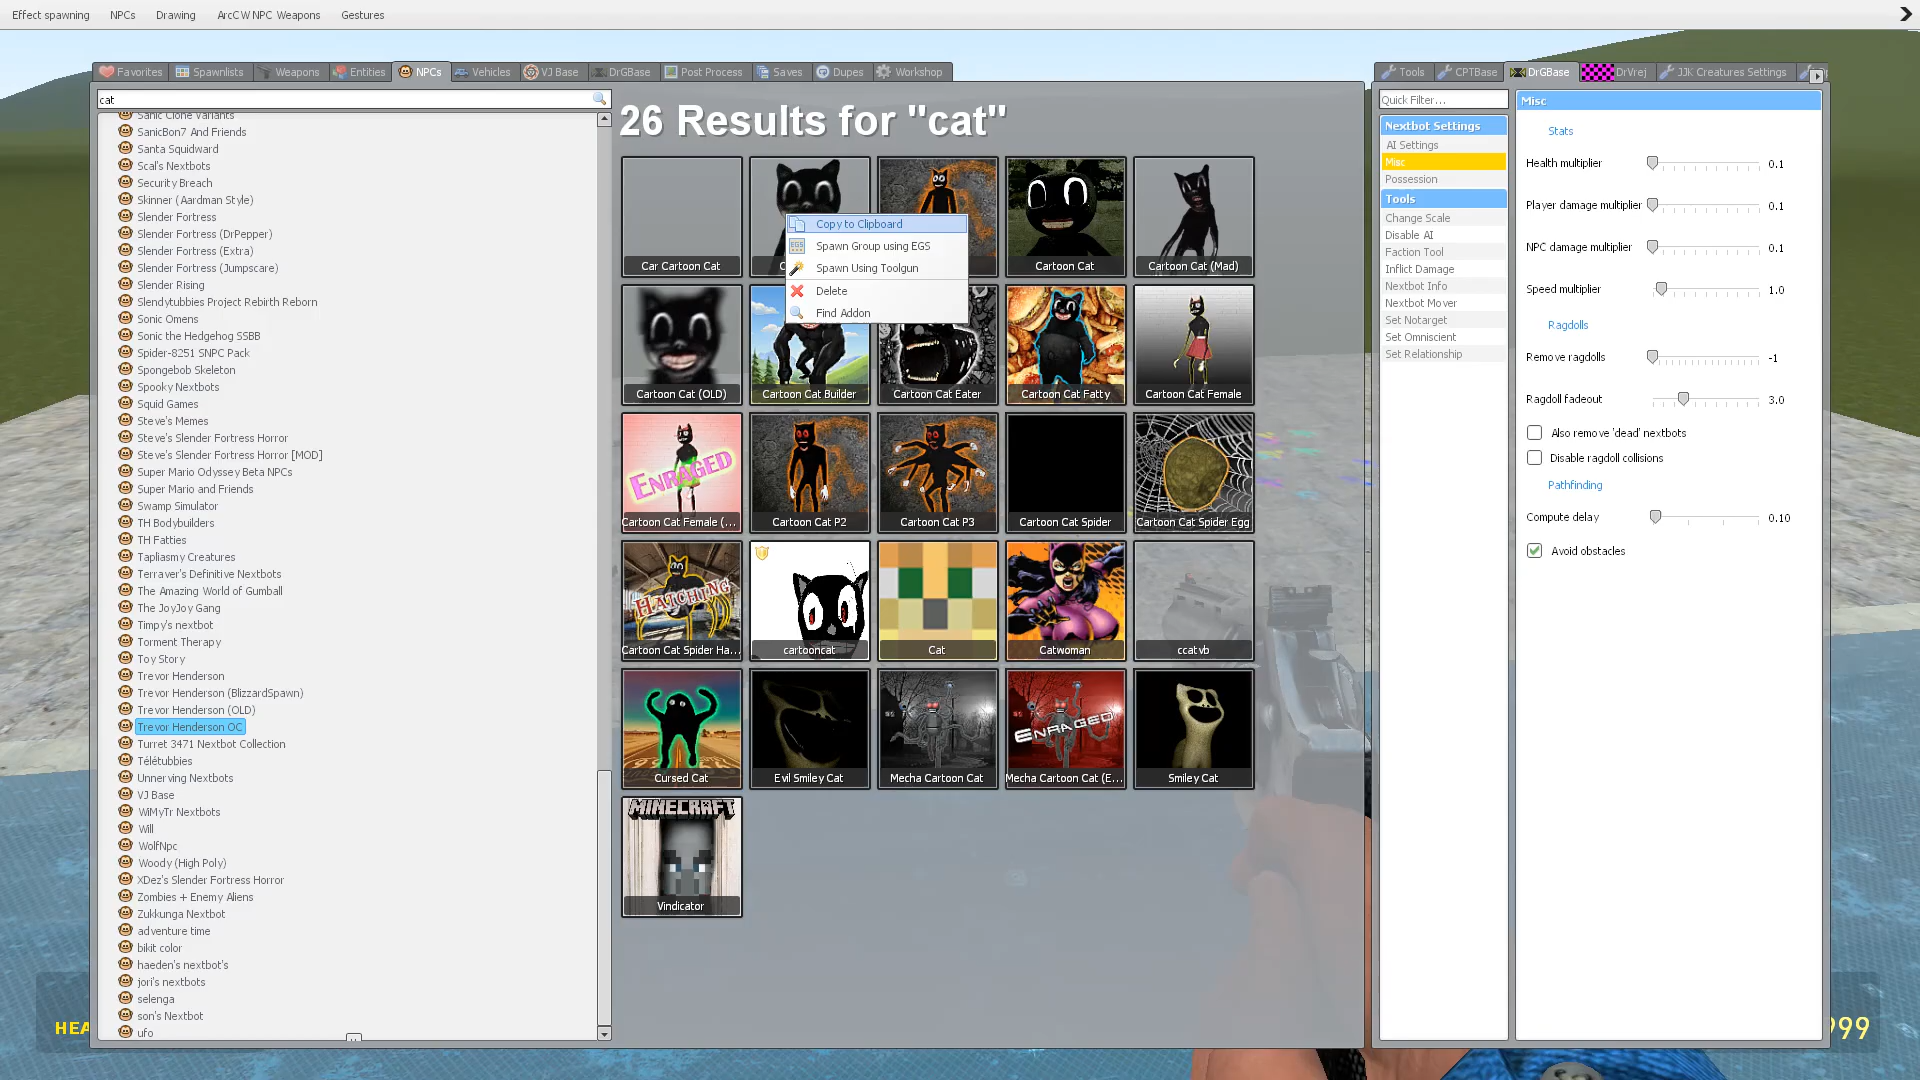 Effect spawning NPCs Drawing ArcCW NPC Weapons Gestures
Favorites Spawnlists Weapons Entities NPCs Vehicles VJ Base DrGBase Post Process Saves Dupes Workshop
cat
Sanic Clone Variants
SanicBon7 And Friends
Santa Squidward
Scal's Nextbots
Security Breach
Skinner (Aardman Style)
Slender Fortress
Slender Fortress (DrPepper)
Slender Fortress (Extra)
Slender Fortress (Jumpscare)
Slender Rising
Slendytubbies Project Rebirth Reborn
Sonic Omens
Sonic the Hedgehog SSBB
Spider-8251 SNPC Pack
Spongebob Skeleton
Spooky Nextbots
Squid Games
Steve's Memes
Steve's Slender Fortress Horror
Steve's Slender Fortress Horror [MOD]
Super Mario Odyssey Beta NPCs
Super Mario and Friends
Swamp Simulator
TH Bodybuilders
TH Fatties
Tapliasmy Creatures
Terraver's Definitive Nextbots
The Amazing World of Gumball
The JoyJoy Gang
Timpy's nextbot
Torment Therapy
Toy Story
Trevor Henderson
Trevor Henderson (BlizzardSpawn)
Trevor Henderson (OLD)
Trevor Henderson OC
Turret 3471 Nextbot Collection
Télétubbies
Unnerving Nextbots
VJ Base
WiMyTr Nextbots
Will
WolfNpc
Woody (High Poly)
XDez's Slender Fortress Horror
Zombies + Enemy Aliens
Zukkunga Nextbot
adventure time
bikit color
haeden's nextbot's
jori's nextbots
selenga
son's Nextbot
ufo
HEA
26 Results for "cat"
Car Cartoon Cat C Cartoon Cat Cartoon Cat (Mad)
Copy to Clipboard
EGS Spawn Group using EGS
Spawn Using Toolgun
Delete
Find Addon
Cartoon Cat (OLD) Cartoon Cat Builder Cartoon Cat Eater Cartoon Cat Fatty Cartoon Cat Female
ENRAGED
Cartoon Cat Female (... Cartoon Cat P2 Cartoon Cat P3 Cartoon Cat Spider Cartoon Cat Spider Egg
HATCHING
Cartoon Cat Spider Ha... cartooncat Cat Catwoman ccatvb
ENRAGED
Cursed Cat Evil Smiley Cat Mecha Cartoon Cat Mecha Cartoon Cat (E... Smiley Cat
MINECRAFT
Vindicator
Tools CPTBase DrGBase DrVrej JJK Creatures Settings
Quick Filter...
Nextbot Settings
AI Settings
Misc
Possession
Tools
Change Scale
Disable AI
Faction Tool
Inflict Damage
Nextbot Info
Nextbot Mover
Set Notarget
Set Omniscient
Set Relationship
Misc
Stats
Health multiplier 0.1
Player damage multiplier 0.1
NPC damage multiplier 0.1
Speed multiplier 1.0
Ragdolls
Remove ragdolls -1
Ragdoll fadeout 3.0
Also remove 'dead' nextbots
Disable ragdoll collisions
Pathfinding
Compute delay 0.10
Avoid obstacles
999